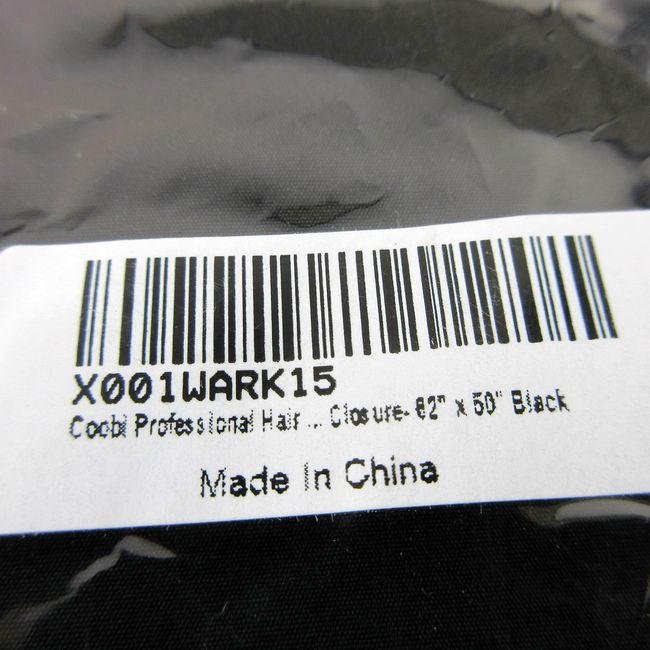 X001WARK15
Coobi Professional Hair ... Closure- 62" x 50" Black
Made In China